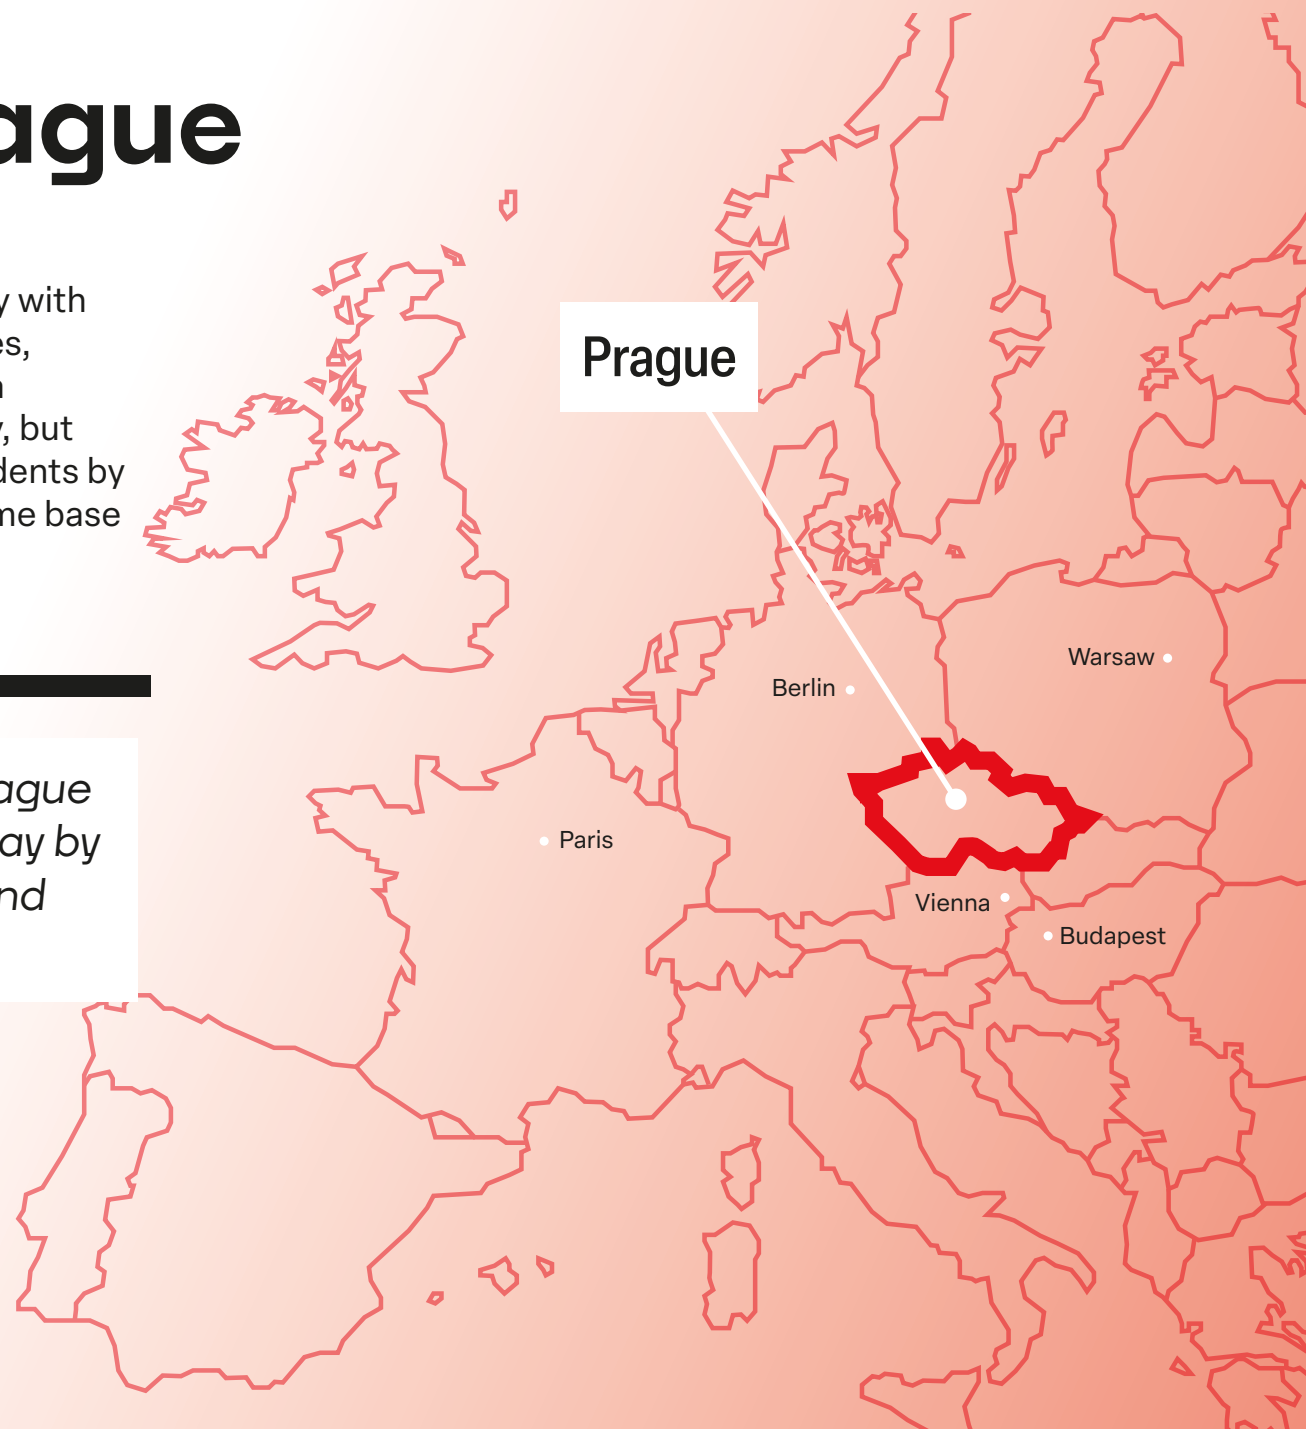 ague
y with
es,
n
y, but
dents by
me base
ague
ay by
nd
Prague
Warsaw
Berlin
Paris
Vienna
Budapest